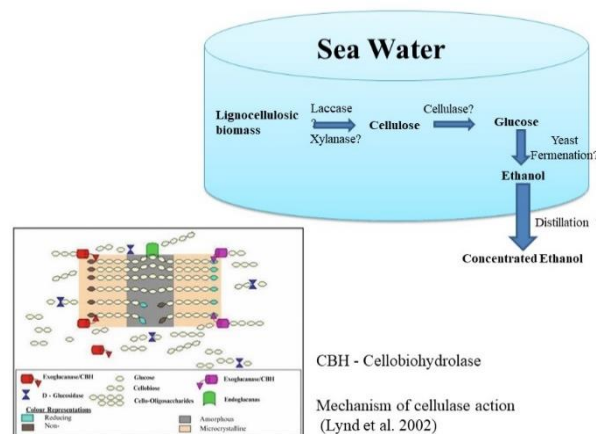 Sea Water
Laccase
?
Lignocellulosic
biomass
Xylanase?
Cellulose
Cellulase?
Glucose
Yeast
Fermenation?
Ethanol
Distillation
Concentrated Ethanol
Exoglucanase/CBH
Glucose
Exoglucanase/CBH
Cellobiose
D - Glucosidase
Cello-Oligosaccharides
Endoglucanas
Colour Representations
Reducing
Amorphous
Non-
Microcrystalline
CBH - Cellobiohydrolase
Mechanism of cellulase action
(Lynd et al. 2002)